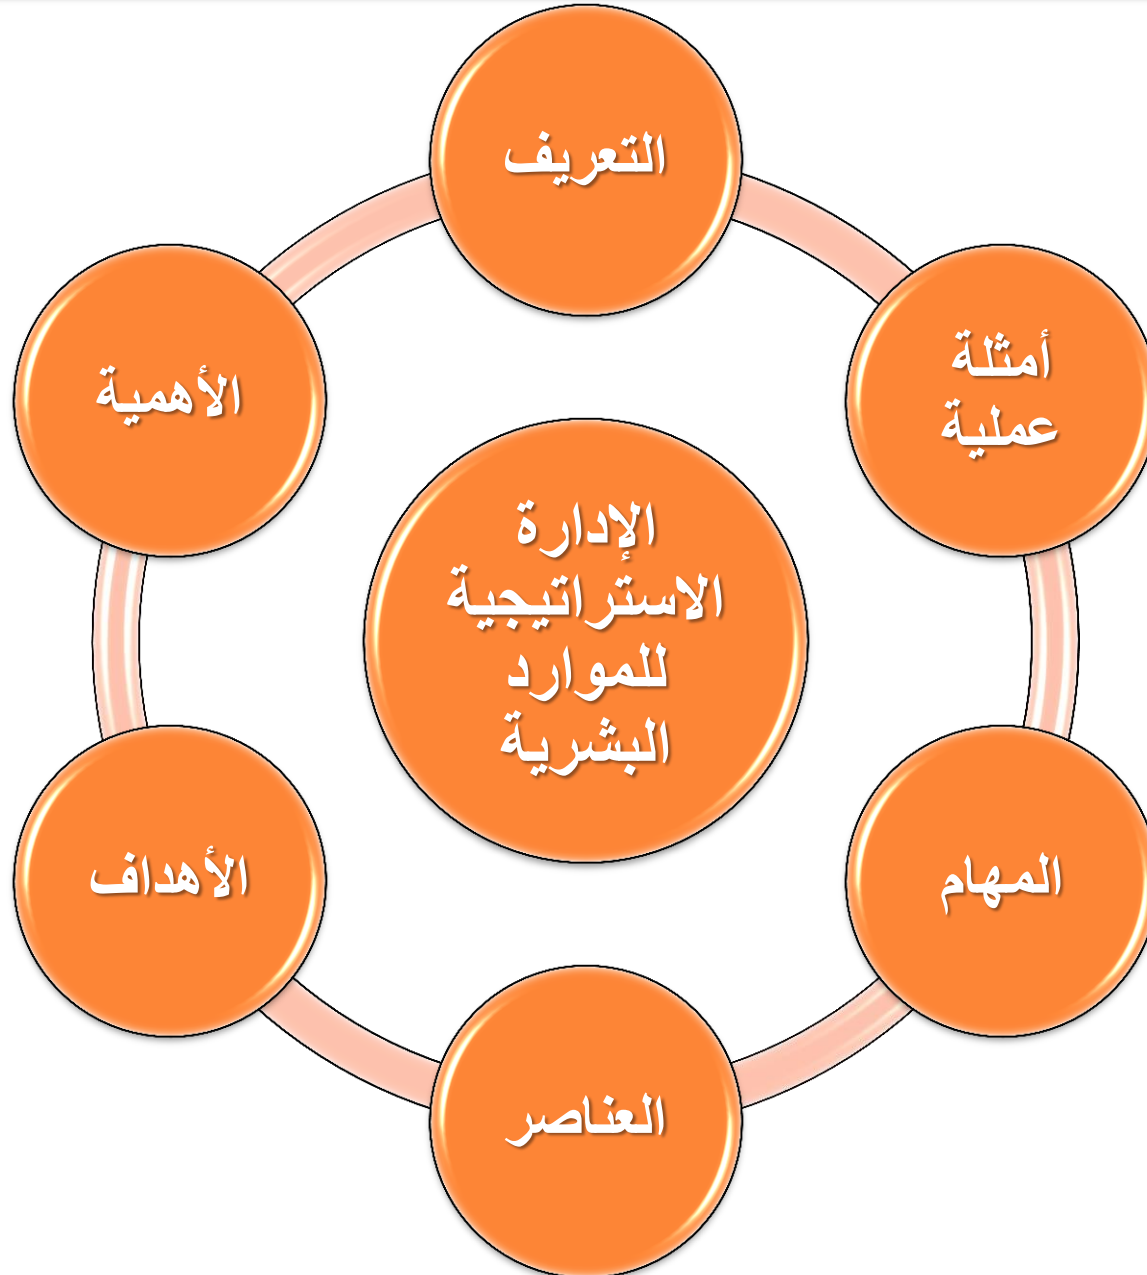 التعريف
أمثلة
عملية
الأهمية
الإدارة
الاستراتيجية
للموارد
البشرية
المهام
الأهداف
العناصر